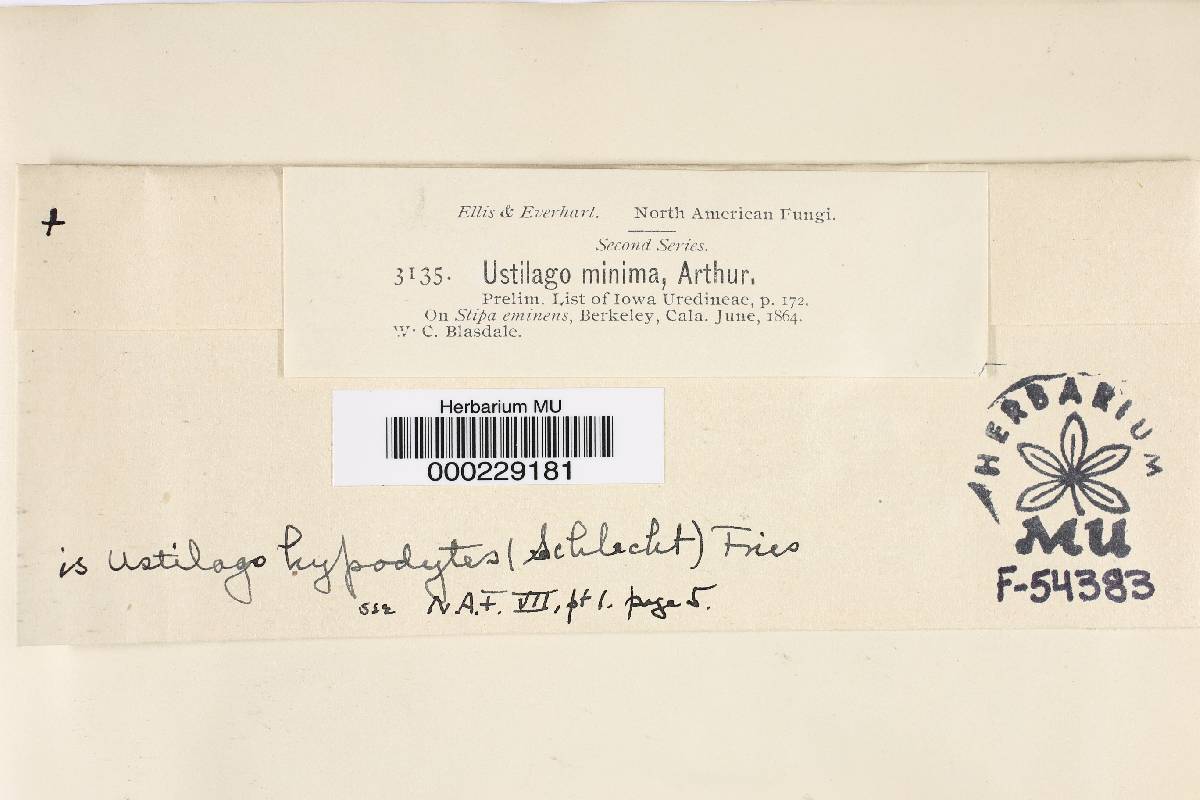 +
Ellis & Everhart. North American Fungi.
Second Series.
3135. Ustilago minima, Arthur.
Prelim. List of Iowa Uredineae, p. 172.
On Stipa eminens, Berkeley, Cala. June, 1864.
W. C. Blasdale.
Herbarium MU
000229181
HERBARIUM
MU
F-54383
is Ustilago hypodytes (Schlecht) Fries
see N.A.F. VII, pt 1. page 5.